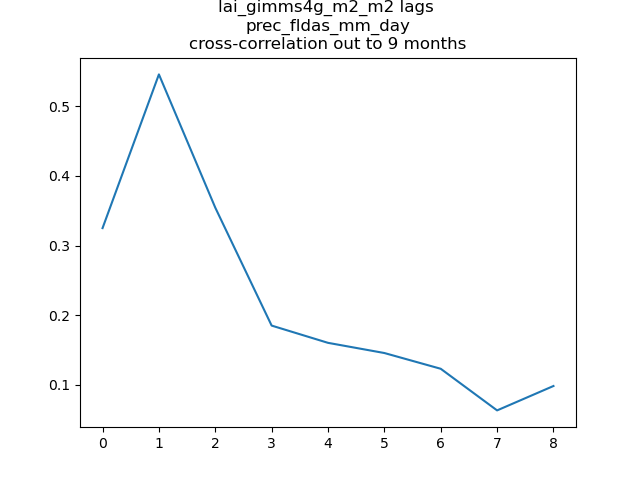 lai_gimms4g_m2_m2 lags
prec_fldas_mm_day
cross-correlation out to 9 months
0.5
0.4
0.3
0.2
0.1
0 1 2 3 4 5 6 7 8